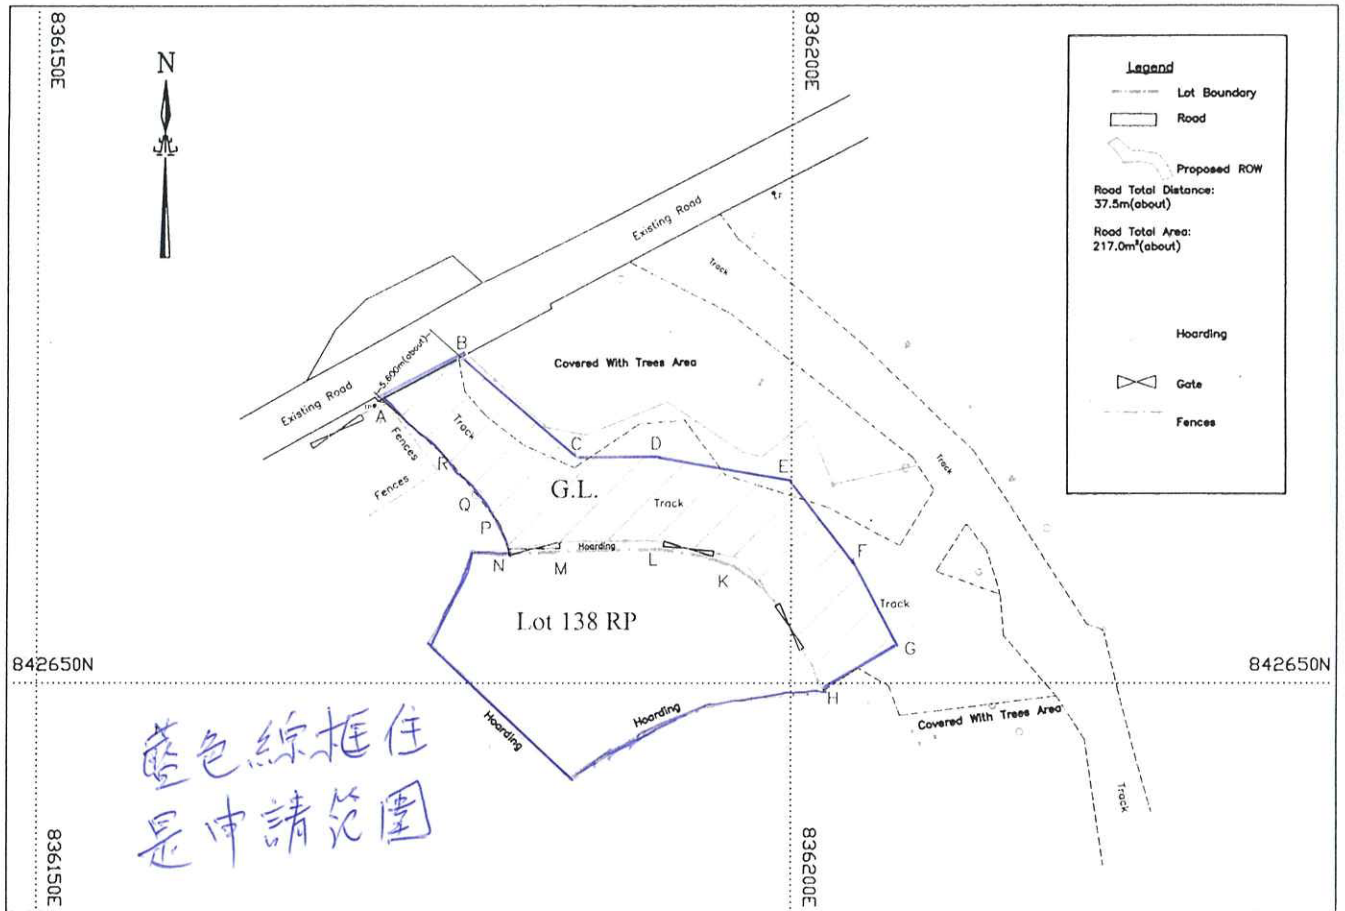 836150E
836200E
N
Legend
Lot Boundary
Road
Proposed ROW
Road Total Distance:
37.5m(about)
Road Total Area:
217.0m²(about)
Hoarding
Gate
Fences
Existing Road
Track
B
5.690m(about)
Covered With Trees Area
Existing Road
A
Fences
Track
C
D
E
Track
R
Fences
Q
G.L.
Track
P
Hoarding
N
M
L
K
F
Lot 138 RP
Track
G
842650N
842650N
H
Hoarding
Hoarding
Covered With Trees Area
Track
藍色線框住
是申請范圍
836150E
836200E